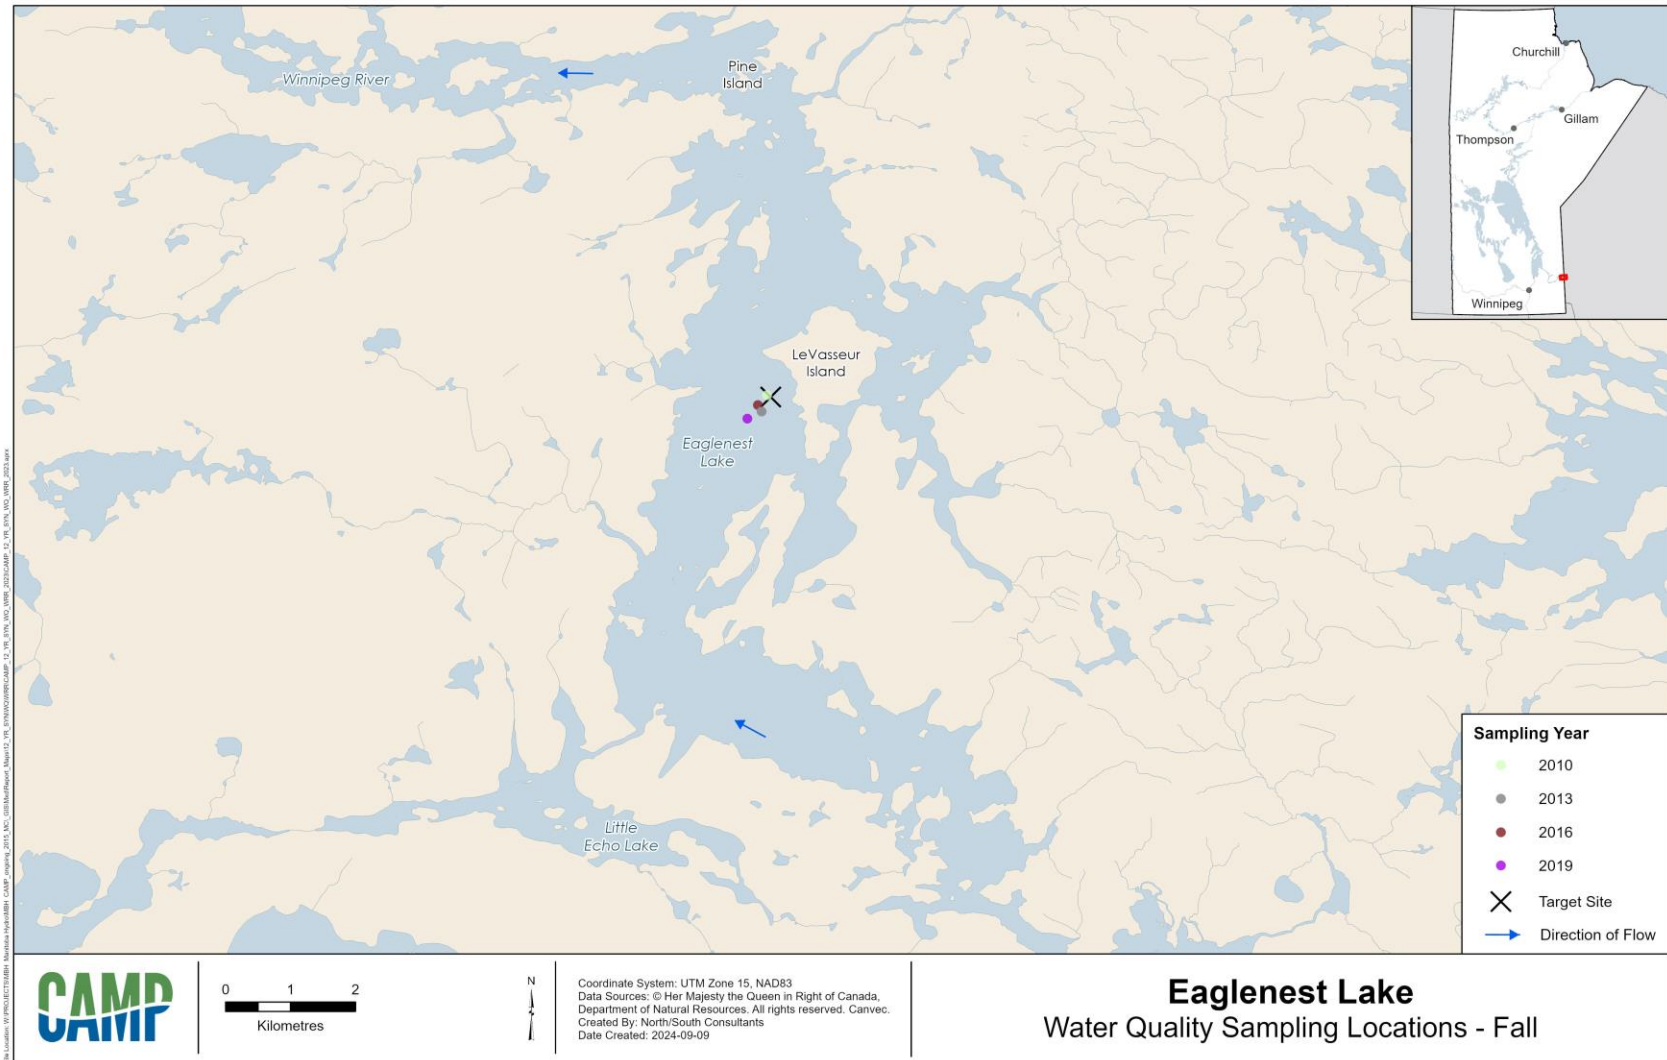 Winnipeg River
Pine
Island
LeVasseur
Island
Eaglenest
Lake
Little
Echo Lake
Churchill
Gillam
Thompson
Winnipeg
Sampling Year
2010
2013
2016
2019
Target Site
Direction of Flow
CAMP
0 1 2
Kilometres
N
Coordinate System: UTM Zone 15, NAD83
Data Sources: © Her Majesty the Queen in Right of Canada,
Department of Natural Resources. All rights reserved. Canvec.
Created By: North/South Consultants
Date Created: 2024-09-09
Eaglenest Lake
Water Quality Sampling Locations - Fall